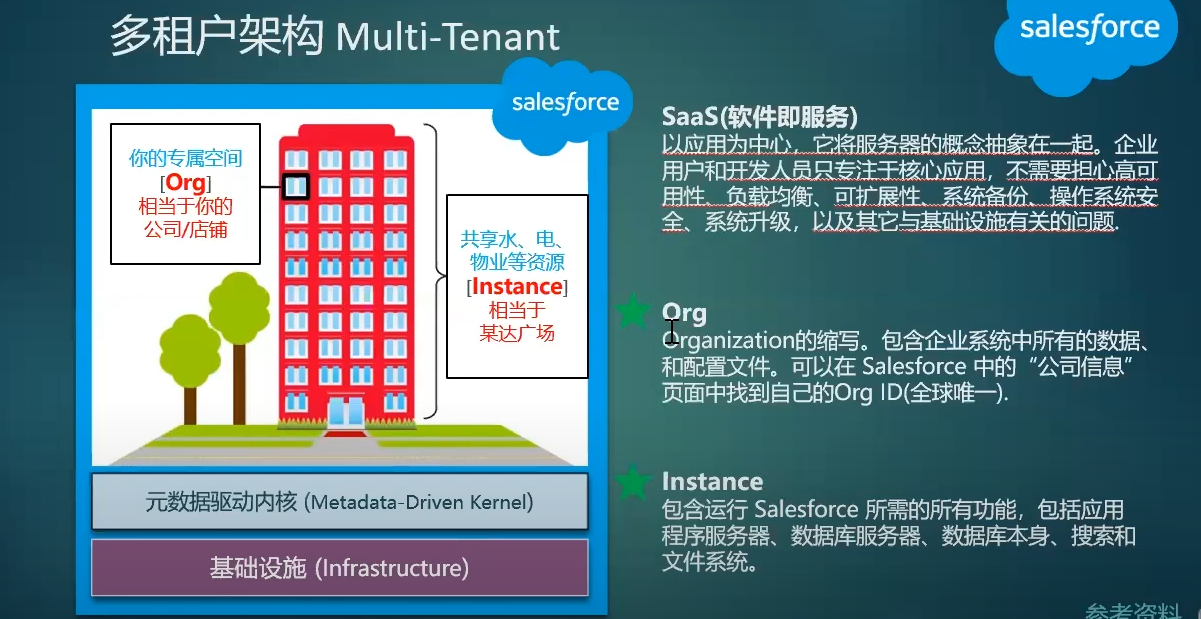 多租户架构 Multi-Tenant
salesforce
salesforce
你的专属空间
[Org]
相当于你的
公司/店铺
共享水、电、
物业等资源
[Instance]
相当于
某达广场
元数据驱动内核 (Metadata-Driven Kernel)
基础设施 (Infrastructure)
SaaS(软件即服务)
以应用为中心，它将服务器的概念抽象在一起。企业
用户和开发人员只专注于核心应用，不需要担心高可
用性、负载均衡、可扩展性、系统备份、操作系统安
全、系统升级，以及其它与基础设施有关的问题.
Org
Organization的缩写。包含企业系统中所有的数据、
和配置文件。可以在 Salesforce 中的“公司信息”
页面中找到自己的Org ID(全球唯一).
Instance
包含运行 Salesforce 所需的所有功能，包括应用
程序服务器、数据库服务器、数据库本身、搜索和
文件系统。
参考资料